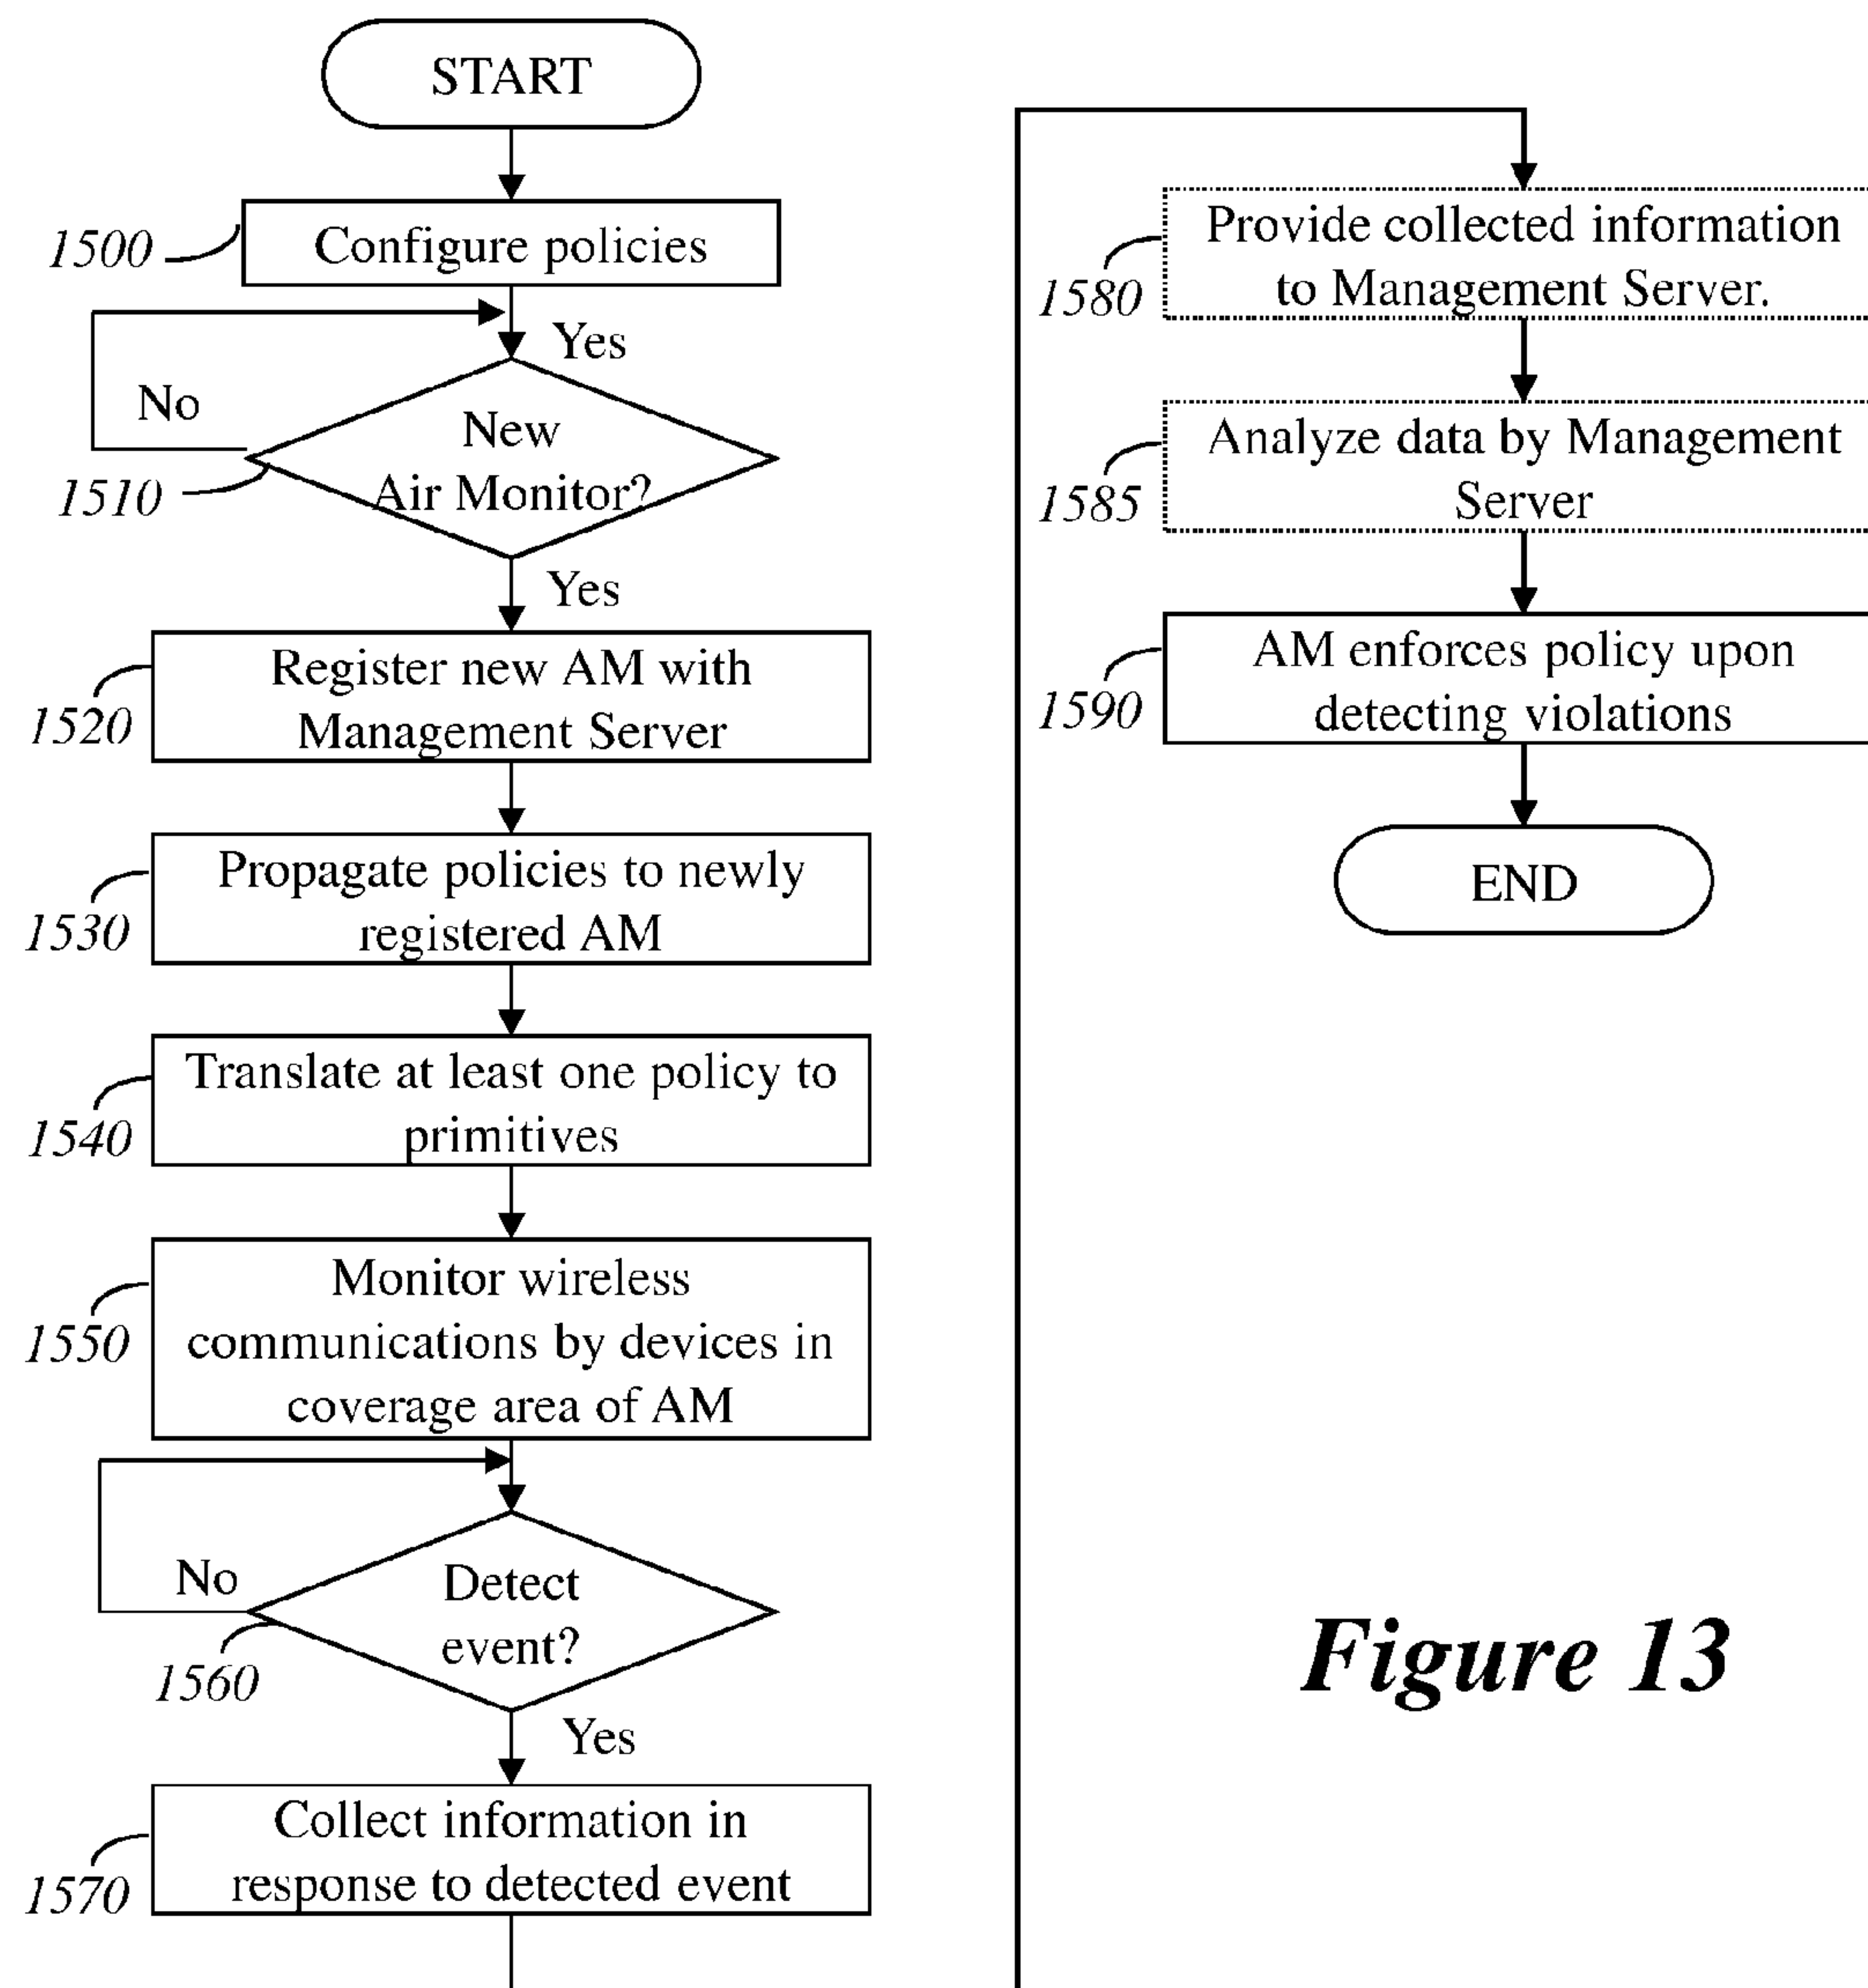 START
1500
Configure policies
Yes
No
New
Air Monitor?
1510
Yes
Register new AM with
Management Server
1520
Propagate policies to newly
registered AM
1530
Translate at least one policy to
primitives
1540
Monitor wireless
communications by devices in
coverage area of AM
1550
No
Detect
event?
1560
Yes
Collect information in
response to detected event
1570
Provide collected information
to Management Server.
1580
Analyze data by Management
Server
1585
AM enforces policy upon
detecting violations
1590
END
Figure 13